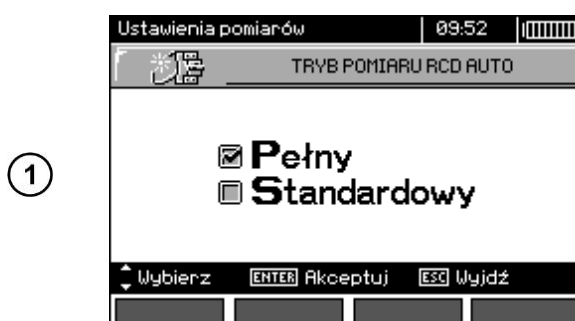 Ustawienia pomiarów 09:52
TRYB POMIARU RCD AUTO
1
Pełny
Standardowy
Wybierz ENTER Akceptuj ESC Wyjdź